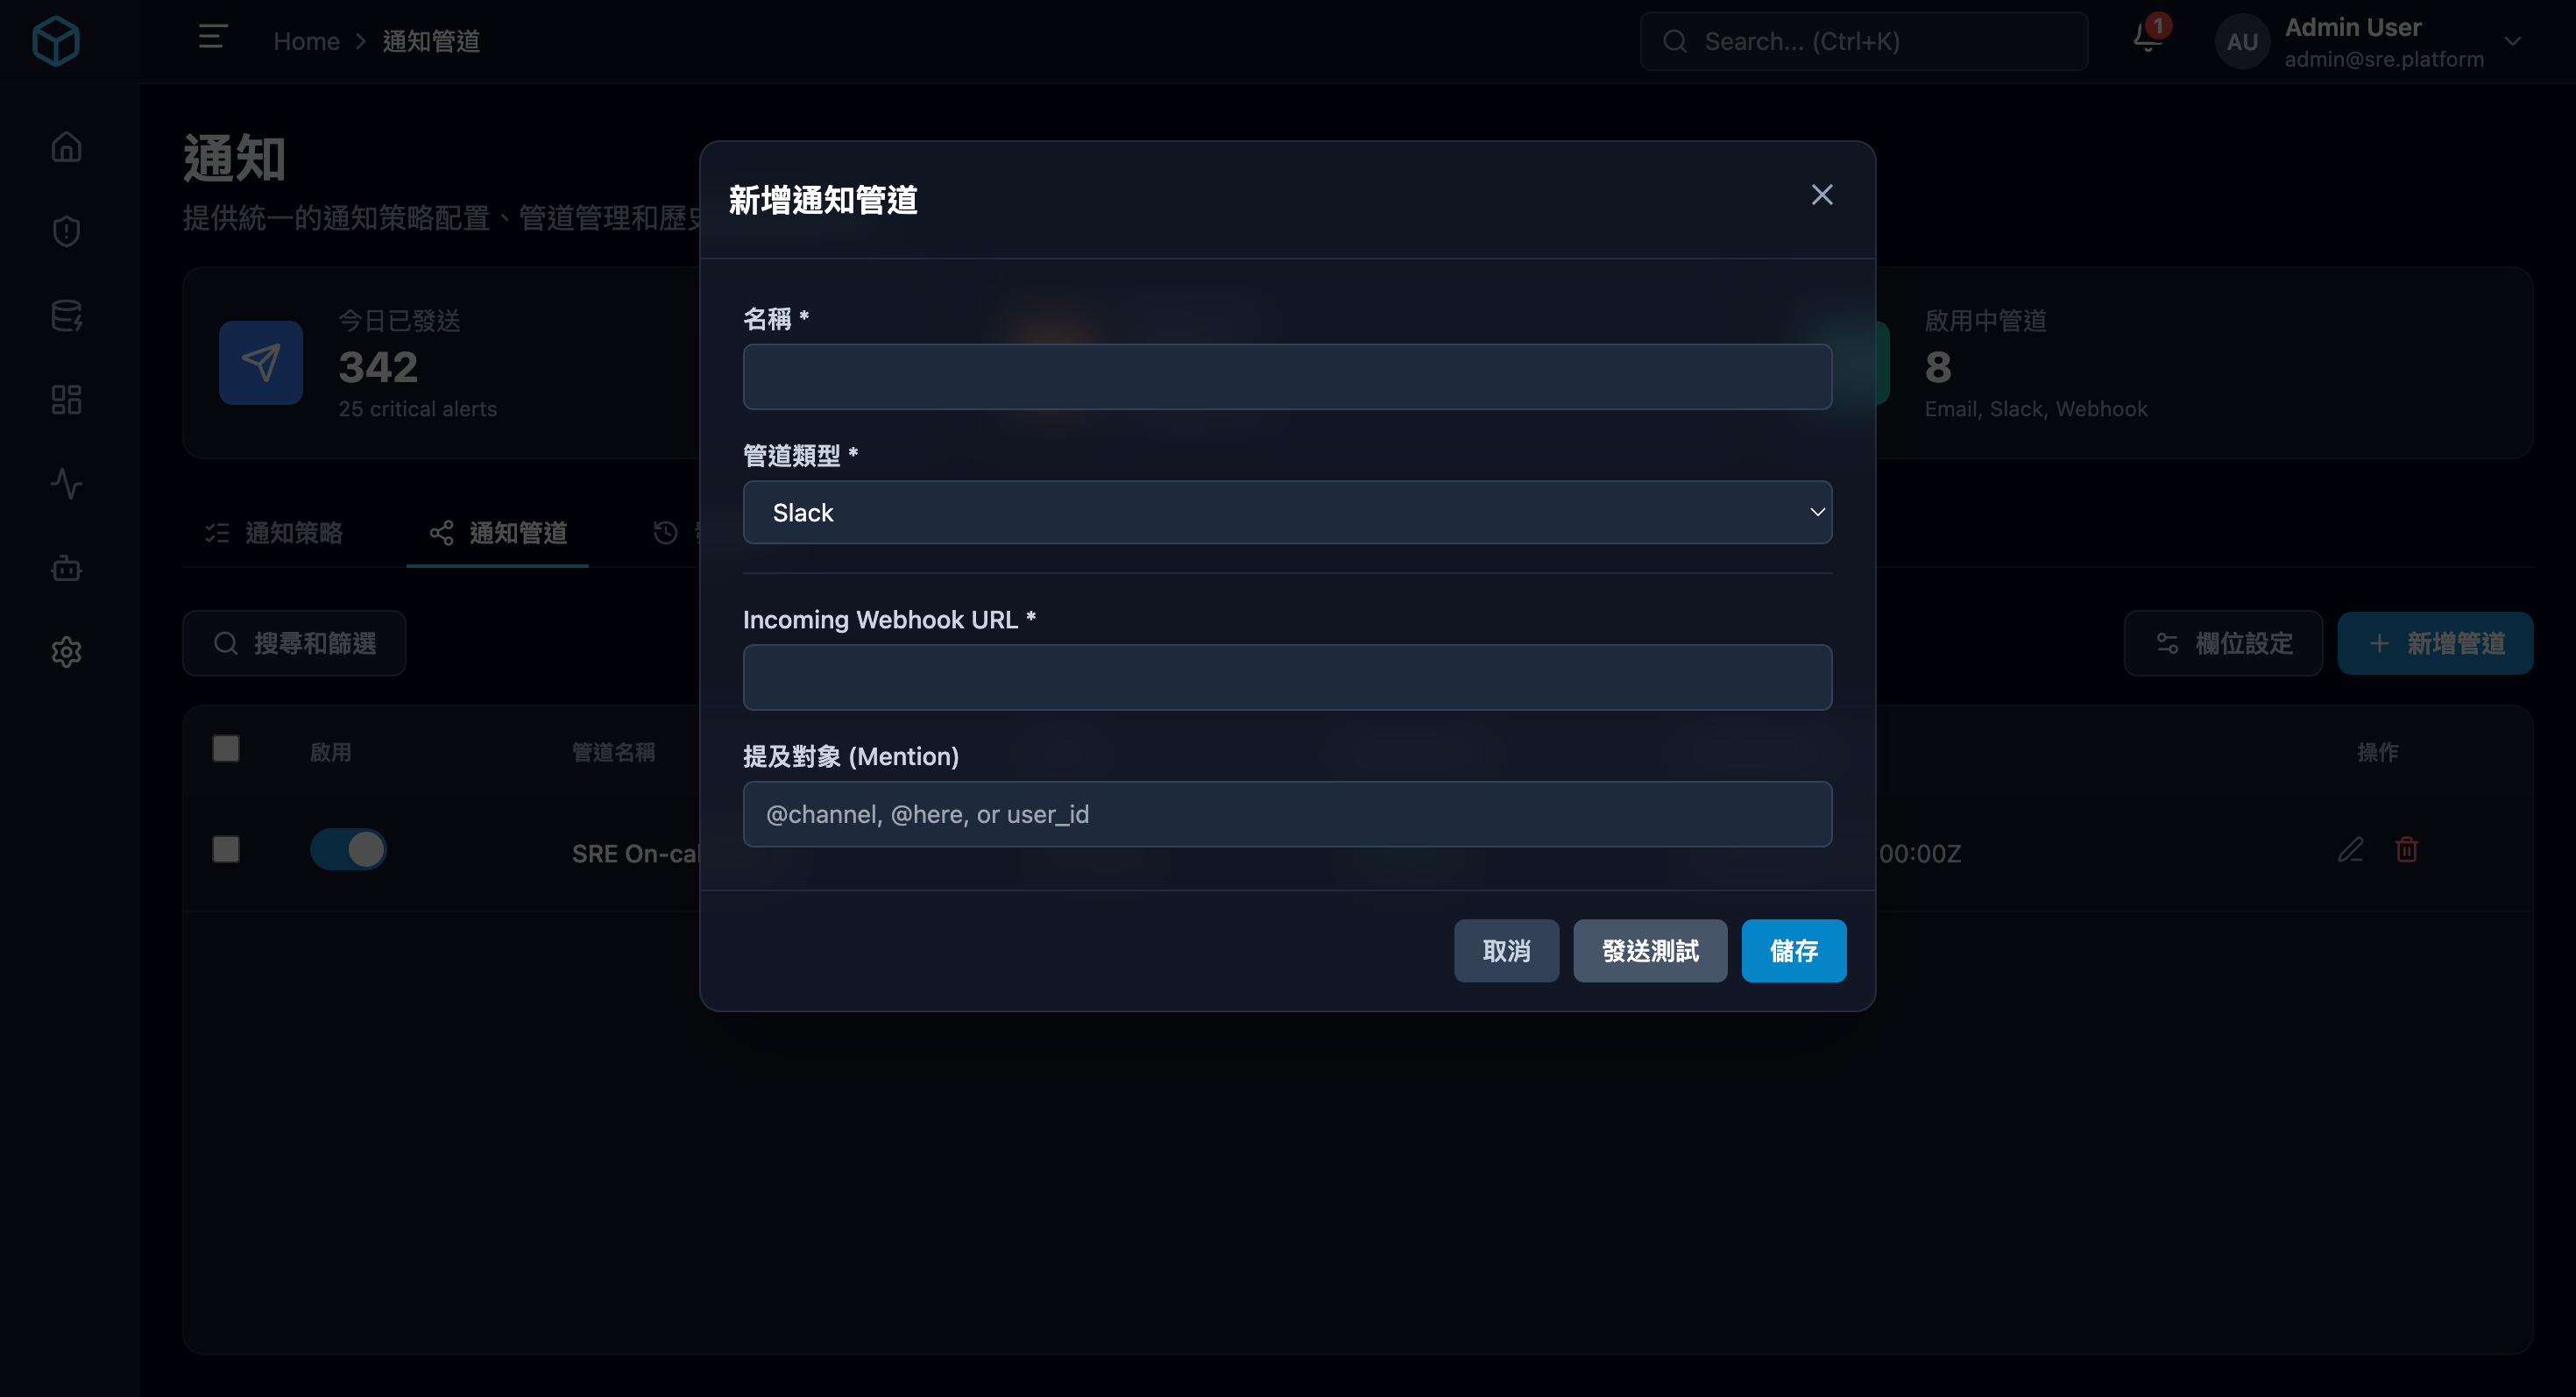 Home > 通知管道
Search... (Ctrl+K)
1
AU
Admin User
admin@sre.platform
通知
提供統一的通知策略配置、管道管理和歷
今日已發送
342
25 critical alerts
啟用中管道
8
Email, Slack, Webhook
通知策略
通知管道
搜尋和篩選
欄位設定
+ 新增管道
啟用
管道名稱
操作
SRE On-cal
00:00Z
新增通知管道
名稱 *
管道類型 *
Slack
Incoming Webhook URL *
提及對象 (Mention)
@channel, @here, or user_id
取消
發送測試
儲存